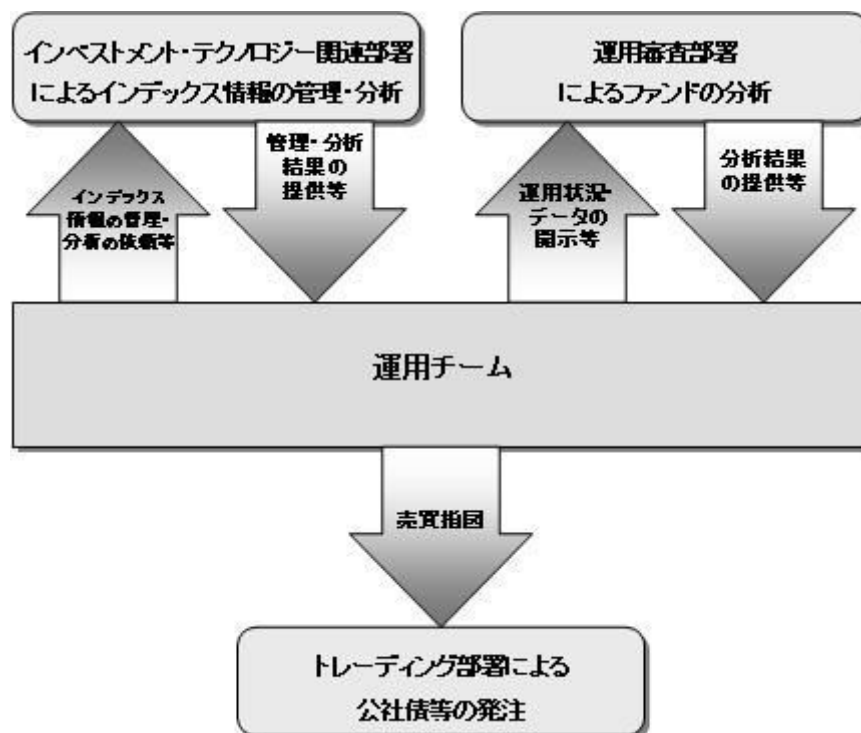 インベストメント・テクノロジー関連部署
によるインデックス情報の管理・分析
運用審査部署
によるファンドの分析
インデックス
情報の管理・
分析の依頼等
管理・分析
結果の
提供等
運用状況・
データの
開示等
分析結果
の提供等
運用チーム
売買指図
トレーディング部署による
公社債等の発注